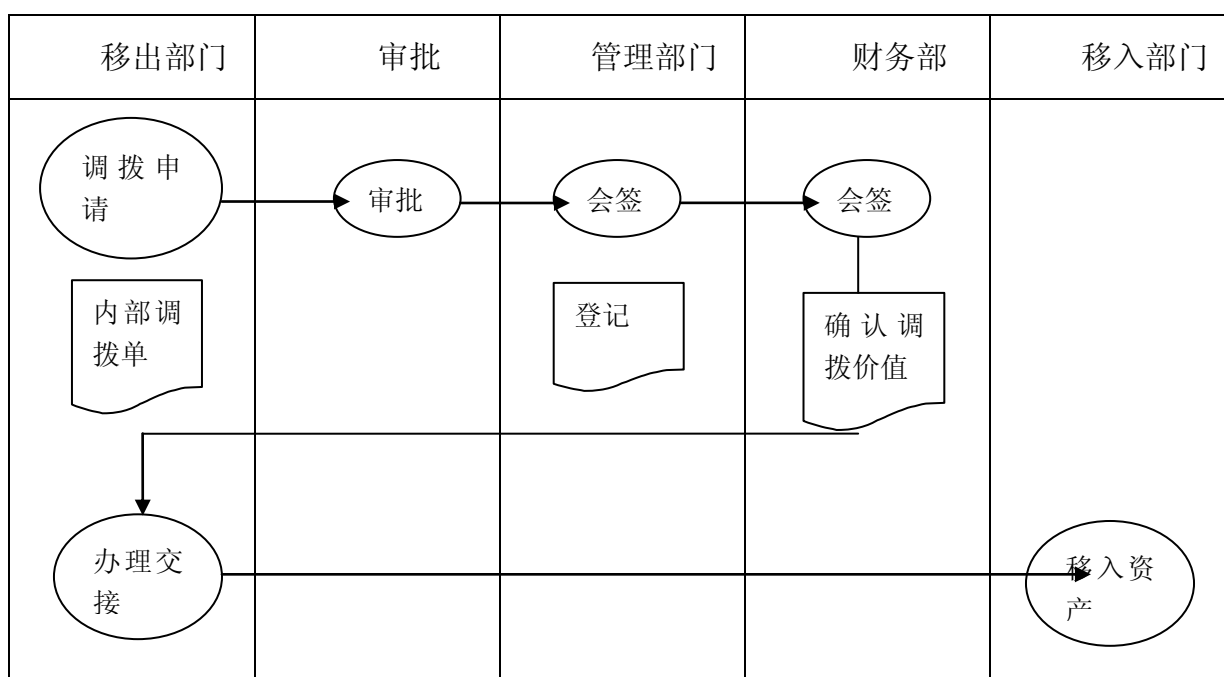 移出部门 审批 管理部门 财务部 移入部门
调拨申
请
审批
会签
会签
内部调
拨单
登记
确认调
拨价值
办理交
接
移入资
产